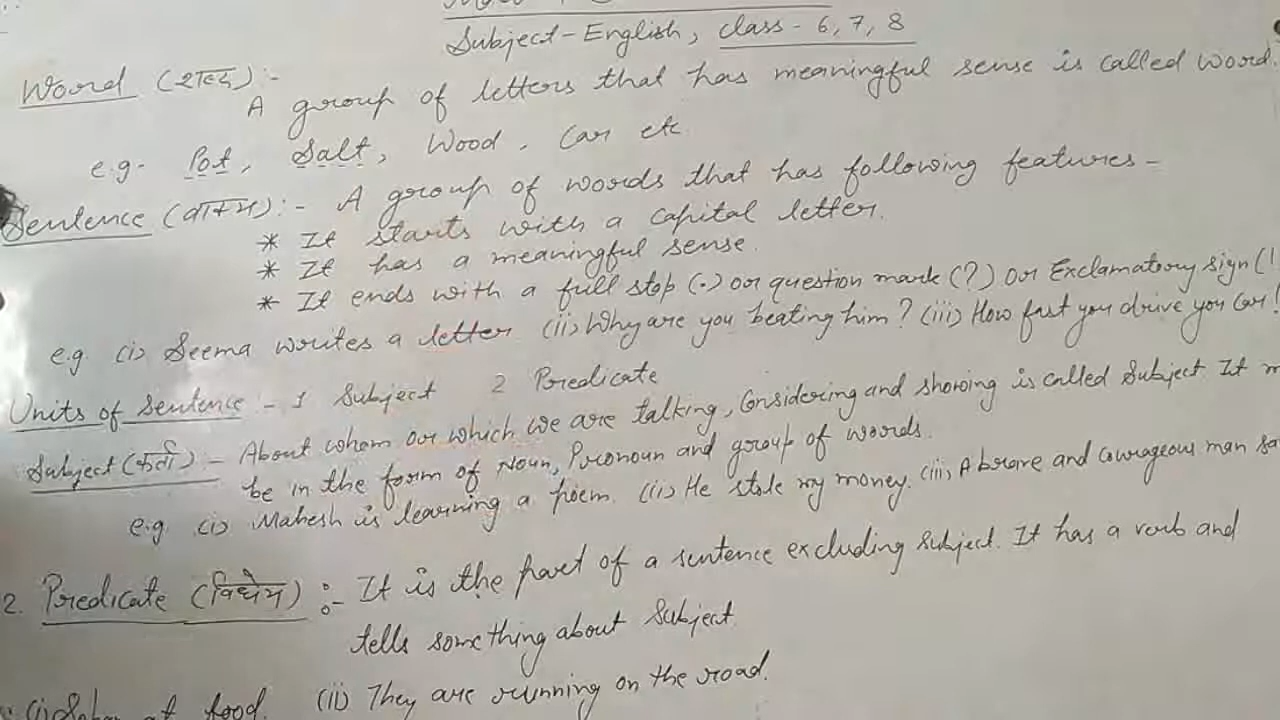 Subject - English, class - 6, 7, 8
Word (शब्द) :-
A group of letters that has meaningful sense is called word.
e.g- Pot, Salt, Wood, Car etc
Sentence (वाक्य) :- A group of words that has following features -
* It starts with a capital letter.
* It has a meaningful sense.
* It ends with a full stop (.) or question mark (?) or Exclamatory sign (!
e.g. (i) Seema writes a letter (ii) Why are you beating him? (iii) How fast you drive you Car!
Units of Sentence - 1 Subject 2 Predicate
Subject (कर्ता) - About whom or which we are talking, Considering and showing is called Subject. It
be in the form of Noun, Pronoun and group of words.
e.g. (i) Mahesh is learning a poem. (ii) He stole my money. (iii) A brave and Courageous man
2. Predicate (विधेय) :- It is the part of a sentence excluding Subject. It has a verb and
tells something about Subject.
(i) food. (ii) They are running on the road.